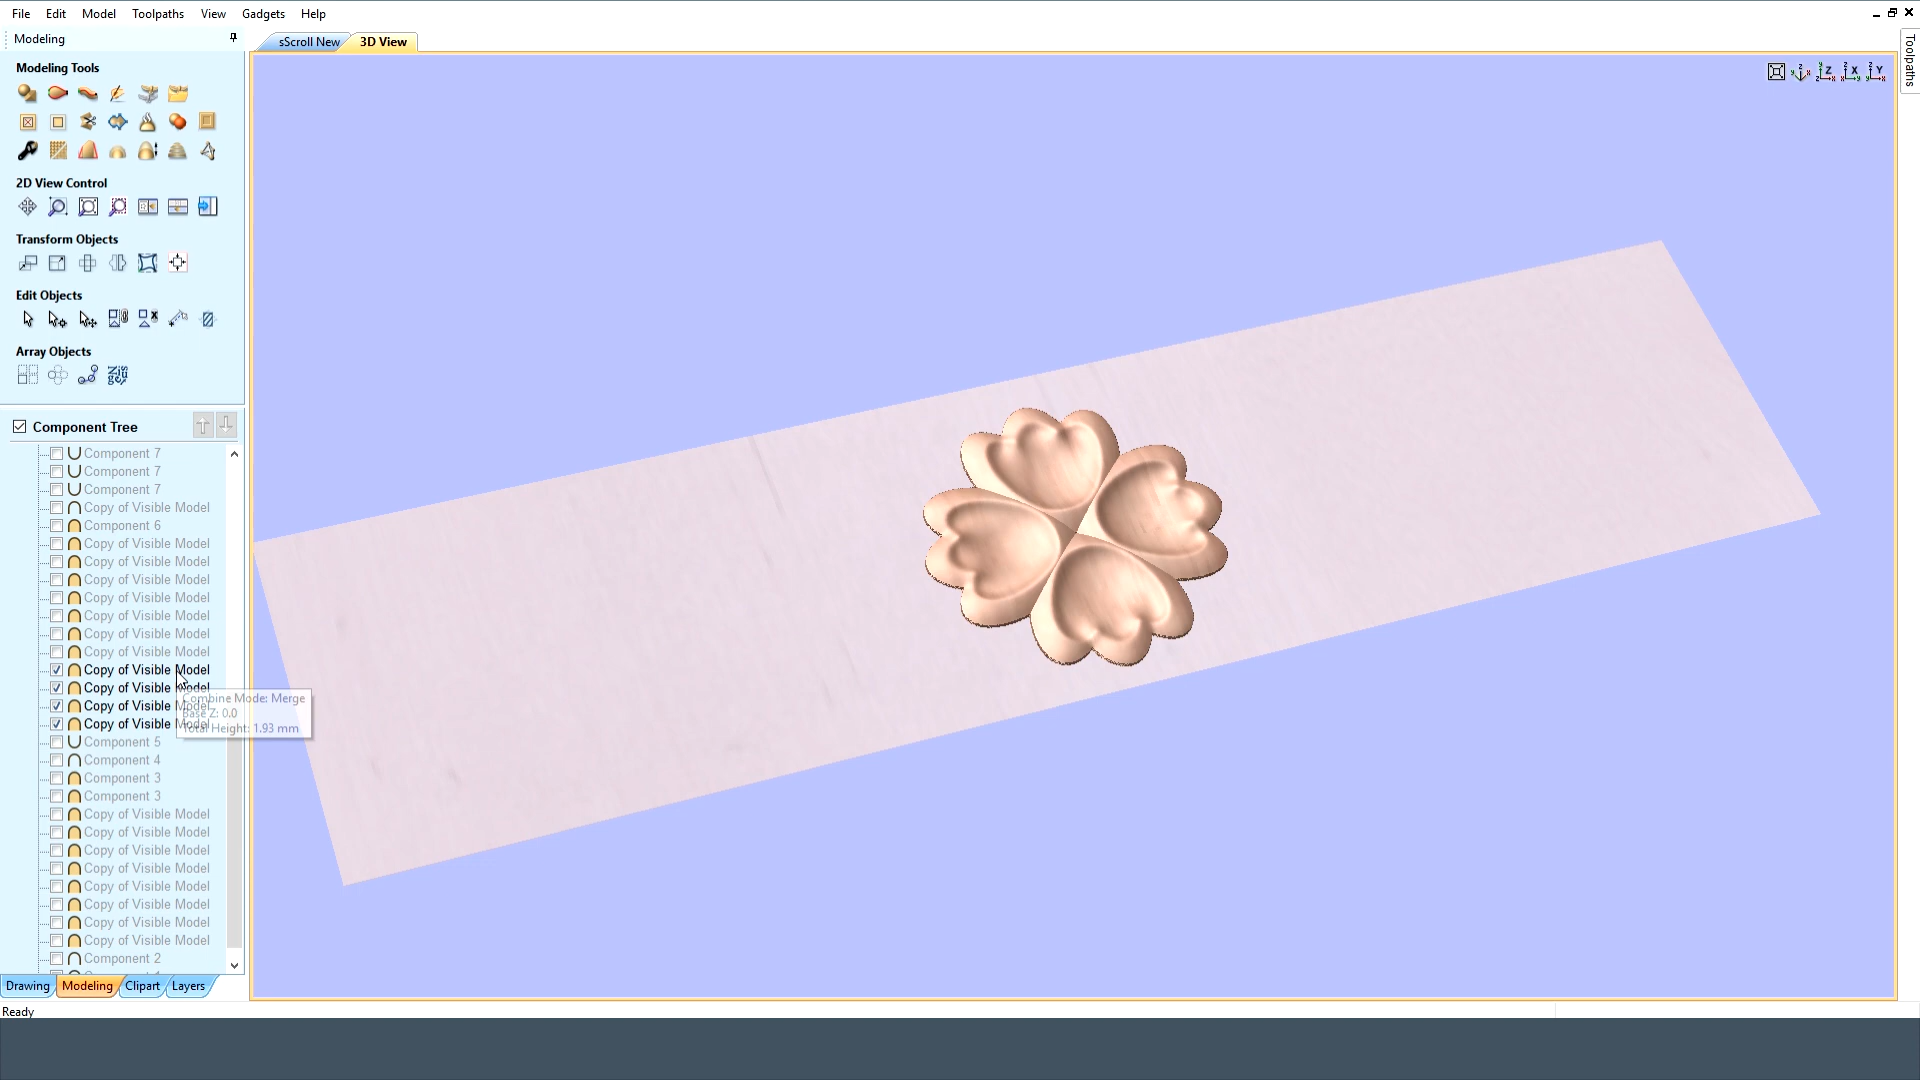 File Edit Model Toolpaths View Gadgets Help
Modeling
sScroll New 3D View
Toolpaths
Modeling Tools
2D View Control
Transform Objects
Edit Objects
Array Objects
Component Tree
Component 7
Component 7
Component 7
Copy of Visible Model
Component 6
Copy of Visible Model
Copy of Visible Model
Copy of Visible Model
Copy of Visible Model
Copy of Visible Model
Copy of Visible Model
Copy of Visible Model
Copy of Visible Model
Copy of Visible Model
Copy of Visible Model
Copy of Visible Model
Combine Mode: Merge
Base Z: 0.0
Total Height: 1.93 mm
Component 5
Component 4
Component 3
Component 3
Copy of Visible Model
Copy of Visible Model
Copy of Visible Model
Copy of Visible Model
Copy of Visible Model
Copy of Visible Model
Copy of Visible Model
Copy of Visible Model
Component 2
Drawing Modeling Clipart Layers
Ready